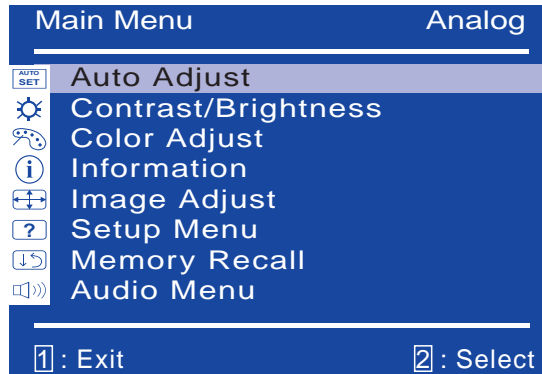 Main Menu Analog
AUTO SET Auto Adjust
Contrast/Brightness
Color Adjust
i Information
Image Adjust
? Setup Menu
Memory Recall
Audio Menu
1 : Exit 2 : Select